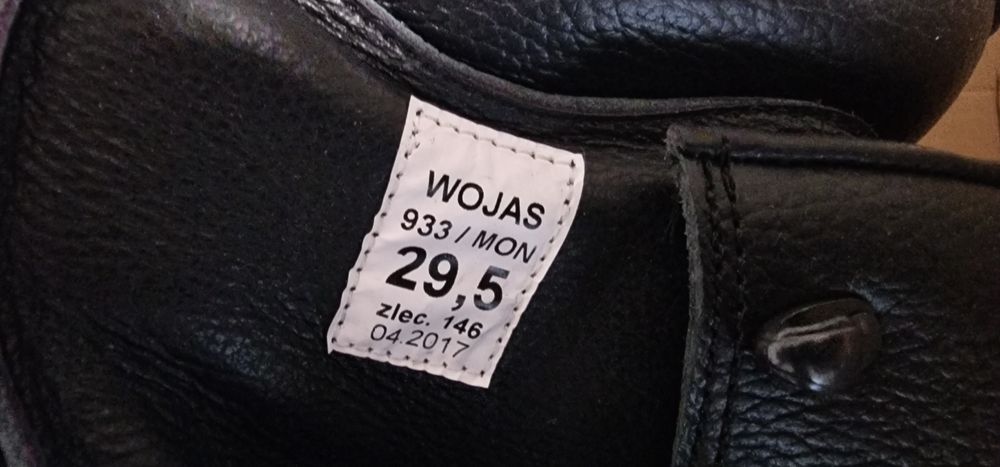 WOJAS
933 / MON
29,5
zlec. 146
04.2017